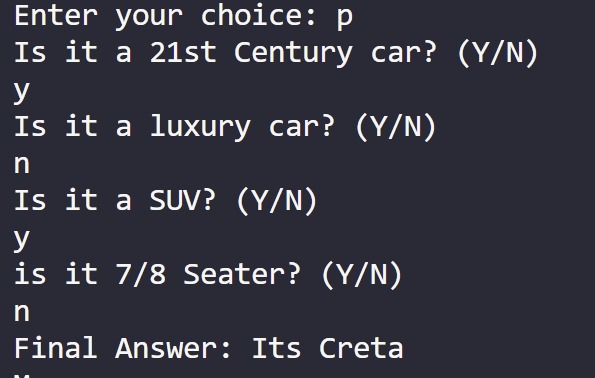 Enter your choice: p
Is it a 21st Century car? (Y/N)
y
Is it a luxury car? (Y/N)
n
Is it a SUV? (Y/N)
y
is it 7/8 Seater? (Y/N)
n
Final Answer: Its Creta